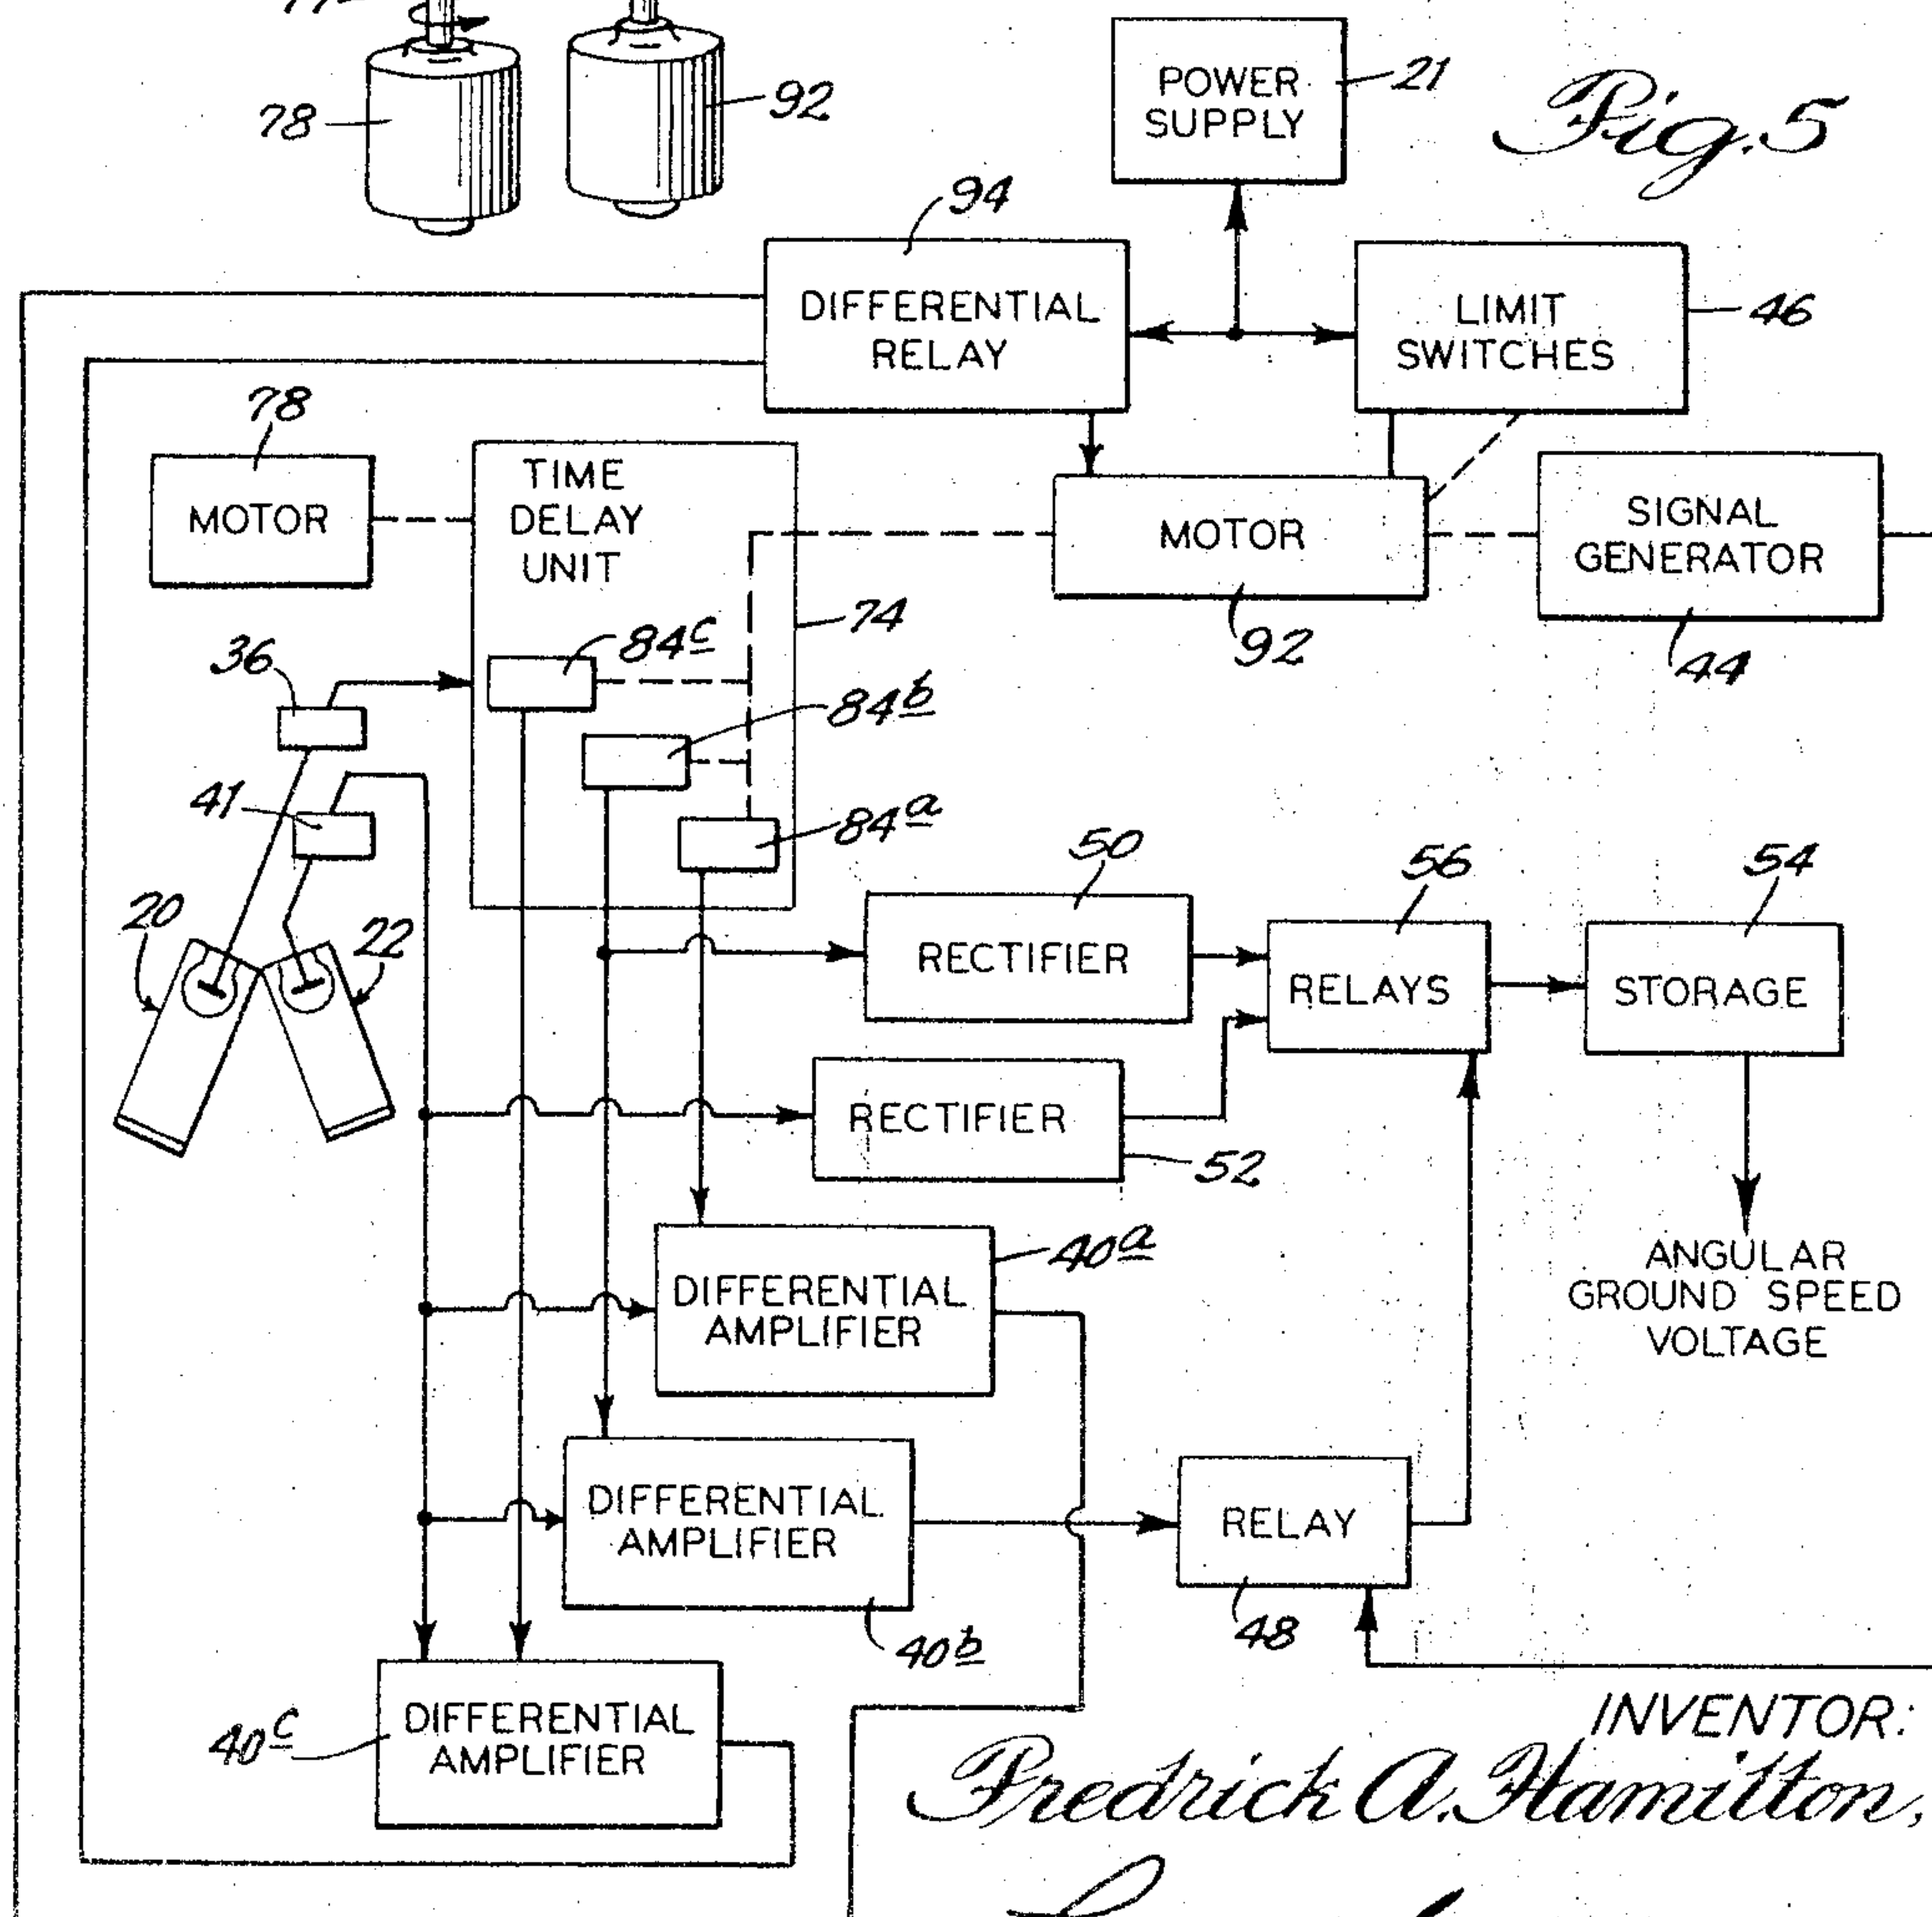 78
92
POWER
SUPPLY
21
Fig. 5
94
DIFFERENTIAL
RELAY
LIMIT
SWITCHES
46
78
MOTOR
TIME
DELAY
UNIT
74
MOTOR
92
SIGNAL
GENERATOR
44
36
84c
84b
41
84a
20
22
50
RECTIFIER
56
RELAYS
54
STORAGE
RECTIFIER
52
ANGULAR
GROUND SPEED
VOLTAGE
40a
DIFFERENTIAL
AMPLIFIER
DIFFERENTIAL
AMPLIFIER
40b
RELAY
48
40c
DIFFERENTIAL
AMPLIFIER
INVENTOR:
Fredrick A. Hamilton,